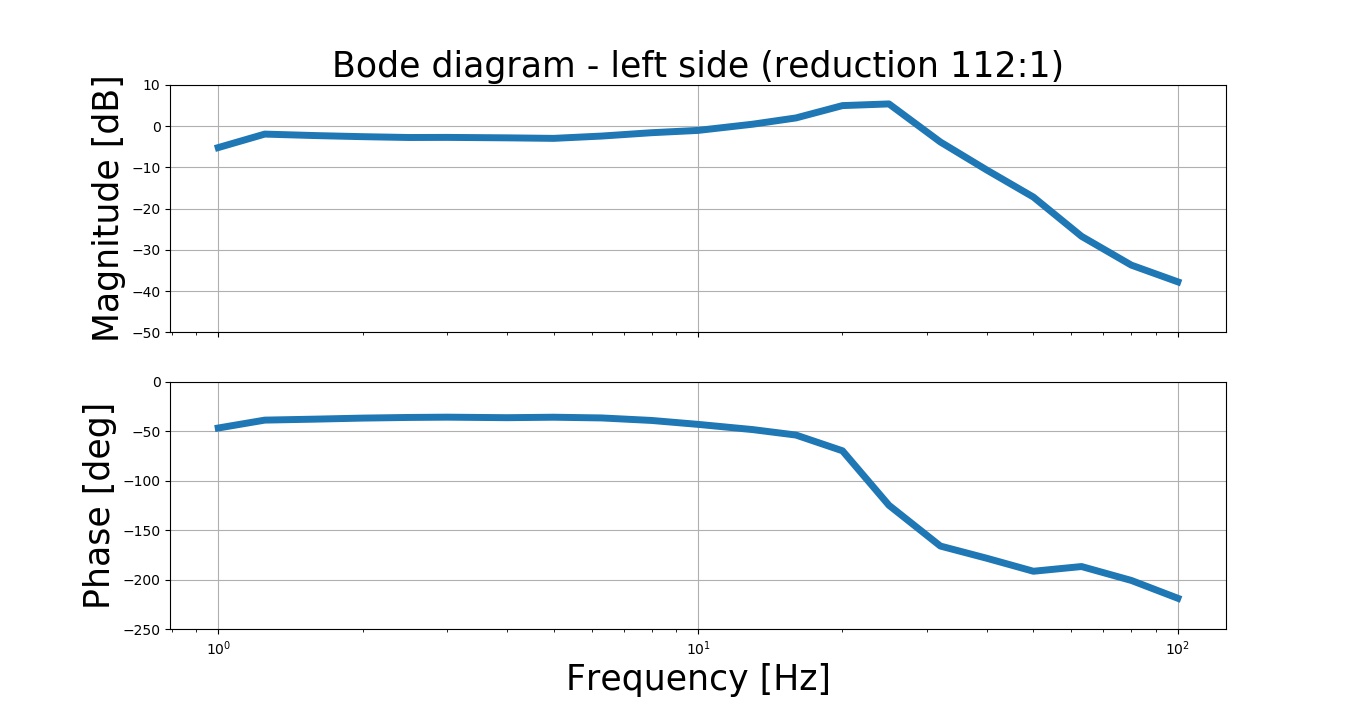 Bode diagram - left side (reduction 112:1)
Magnitude [dB]
10
0
−10
−20
−30
−40
−50
Phase [deg]
0
−50
−100
−150
−200
−250
10⁰ 10¹ 10²
Frequency [Hz]